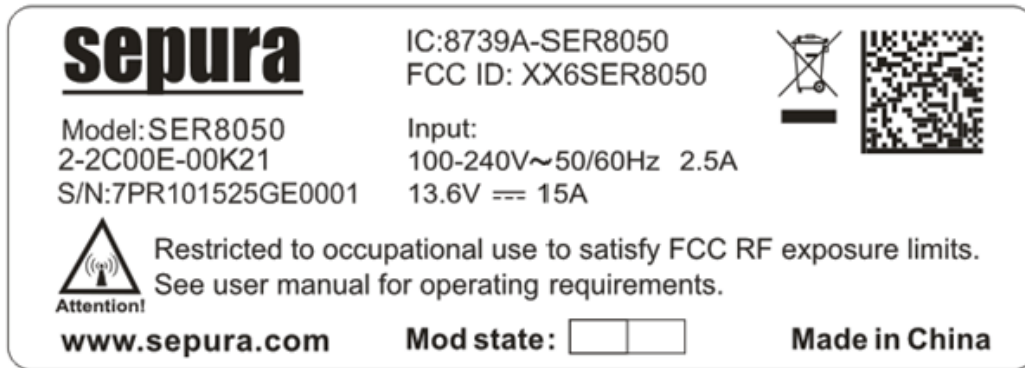 sepura
IC:8739A-SER8050
FCC ID: XX6SER8050
Model:SER8050
2-2C00E-00K21
S/N:7PR101525GE0001
Input:
100-240V~50/60Hz 2.5A
13.6V ⎓ 15A
Restricted to occupational use to satisfy FCC RF exposure limits.
See user manual for operating requirements.
Attention!
www.sepura.com
Mod state:
Made in China